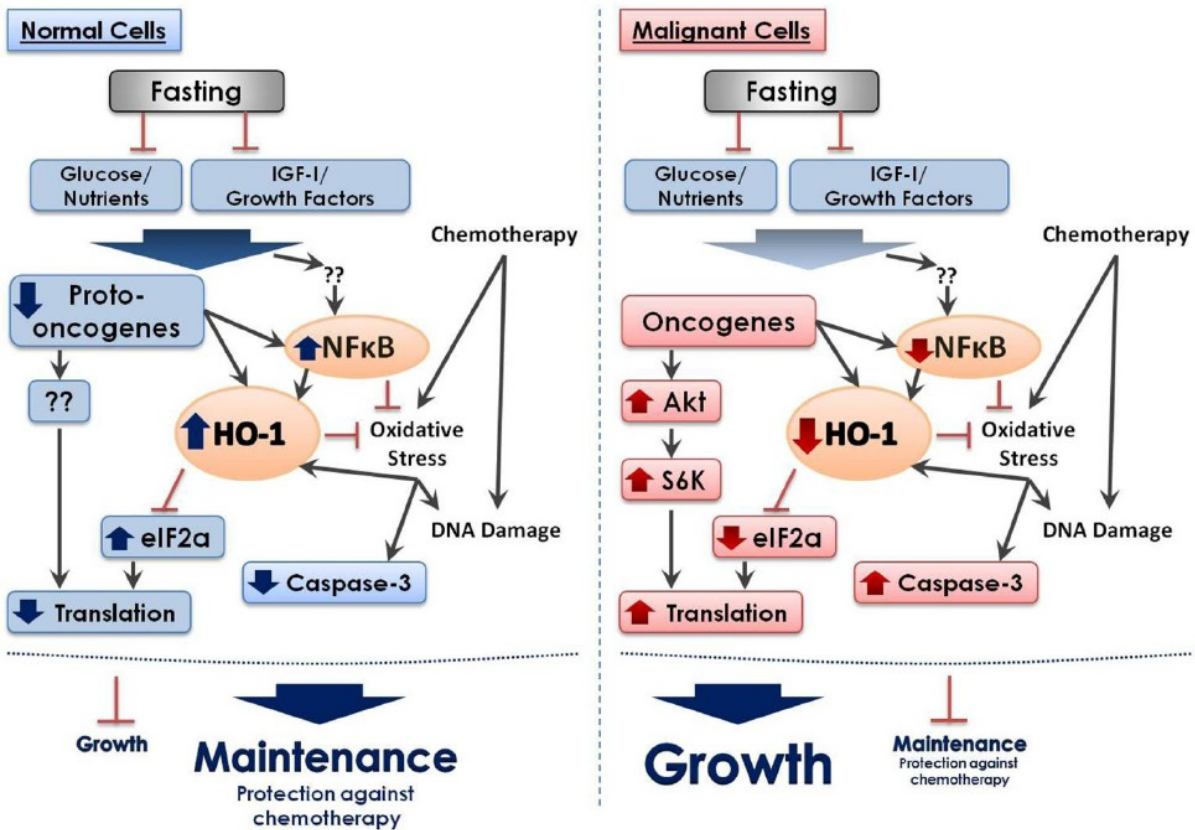 Normal Cells
Fasting
Glucose/
Nutrients
IGF-I/
Growth Factors
Chemotherapy
??
Proto-
oncogenes
NFκB
??
HO-1
Oxidative
Stress
eIF2a
DNA Damage
Caspase-3
Translation
Growth
Maintenance
Protection against
chemotherapy
Malignant Cells
Fasting
Glucose/
Nutrients
IGF-I/
Growth Factors
Chemotherapy
??
Oncogenes
NFκB
Akt
HO-1
Oxidative
Stress
S6K
eIF2a
DNA Damage
Caspase-3
Translation
Growth
Maintenance
Protection against
chemotherapy